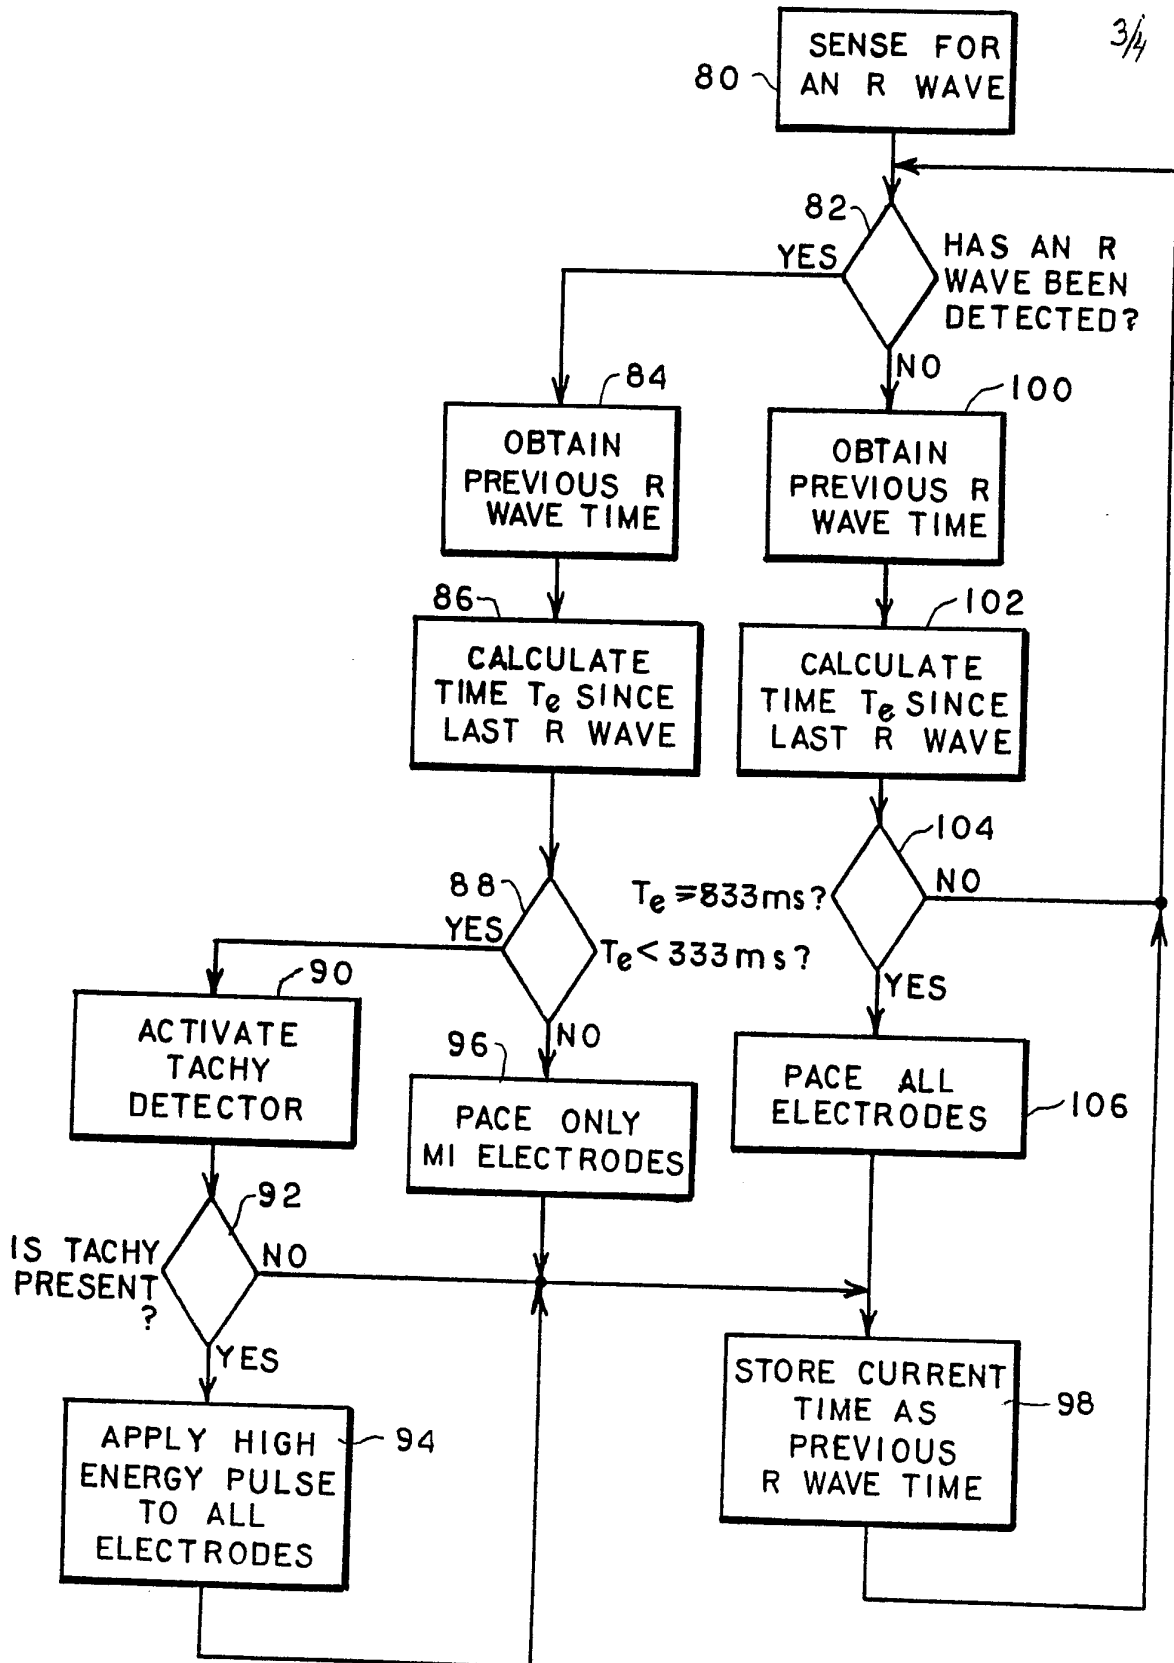 3/4
SENSE FOR
AN R WAVE
80
82
YES
HAS AN R
WAVE BEEN
DETECTED?
NO
84
100
OBTAIN
PREVIOUS R
WAVE TIME
OBTAIN
PREVIOUS R
WAVE TIME
86
102
CALCULATE
TIME Te SINCE
LAST R WAVE
CALCULATE
TIME Te SINCE
LAST R WAVE
104
88
Te ≥833ms?
NO
YES
Te < 333ms?
YES
NO
90
ACTIVATE
TACHY
DETECTOR
96
PACE ONLY
MI ELECTRODES
PACE ALL
ELECTRODES
106
92
IS TACHY
PRESENT
?
NO
YES
STORE CURRENT
TIME AS
PREVIOUS
R WAVE TIME
98
APPLY HIGH
ENERGY PULSE
TO ALL
ELECTRODES
94